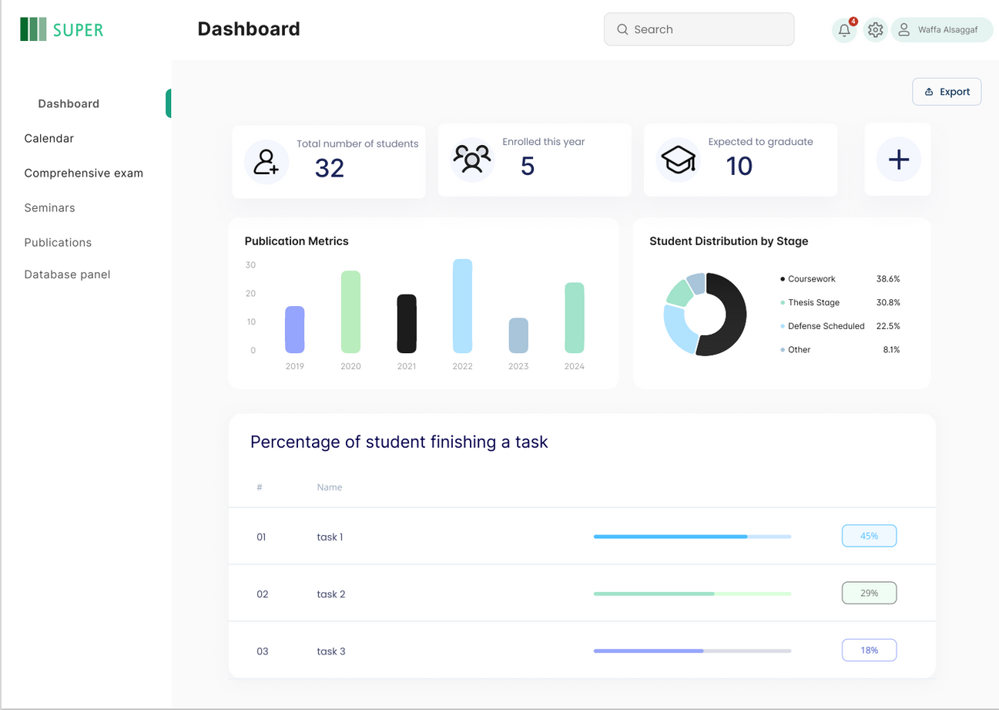 SUPER
Dashboard
Search
4
Waffa Alsaggaf
Export
Dashboard
Calendar
Comprehensive exam
Seminars
Publications
Database panel
Total number of students
32
Enrolled this year
5
Expected to graduate
10
Publication Metrics
30
20
10
0
2019 2020 2021 2022 2023 2024
Student Distribution by Stage
Coursework 38.6%
Thesis Stage 30.8%
Defense Scheduled 22.5%
Other 8.1%
Percentage of student finishing a task
# Name
01 task 1 45%
02 task 2 29%
03 task 3 18%